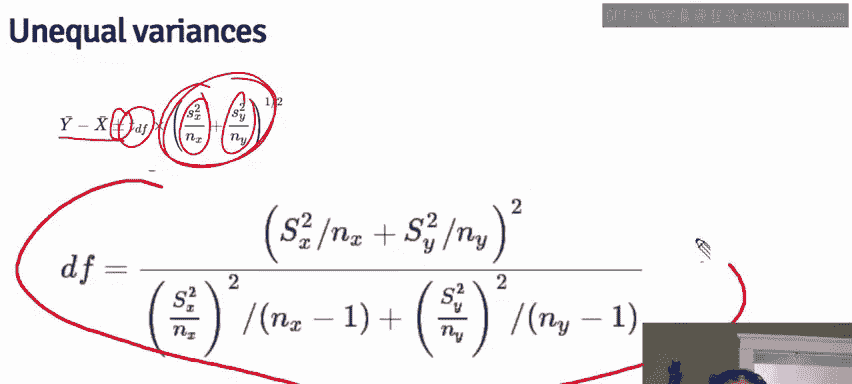 Unequal variances
Ȳ − X̄ ± t_df × (s_x²/n_x + s_y²/n_y)^1/2
df = (S_x²/n_x + S_y²/n_y)² / ((S_x²/n_x)²/(n_x − 1) + (S_y²/n_y)²/(n_y − 1))